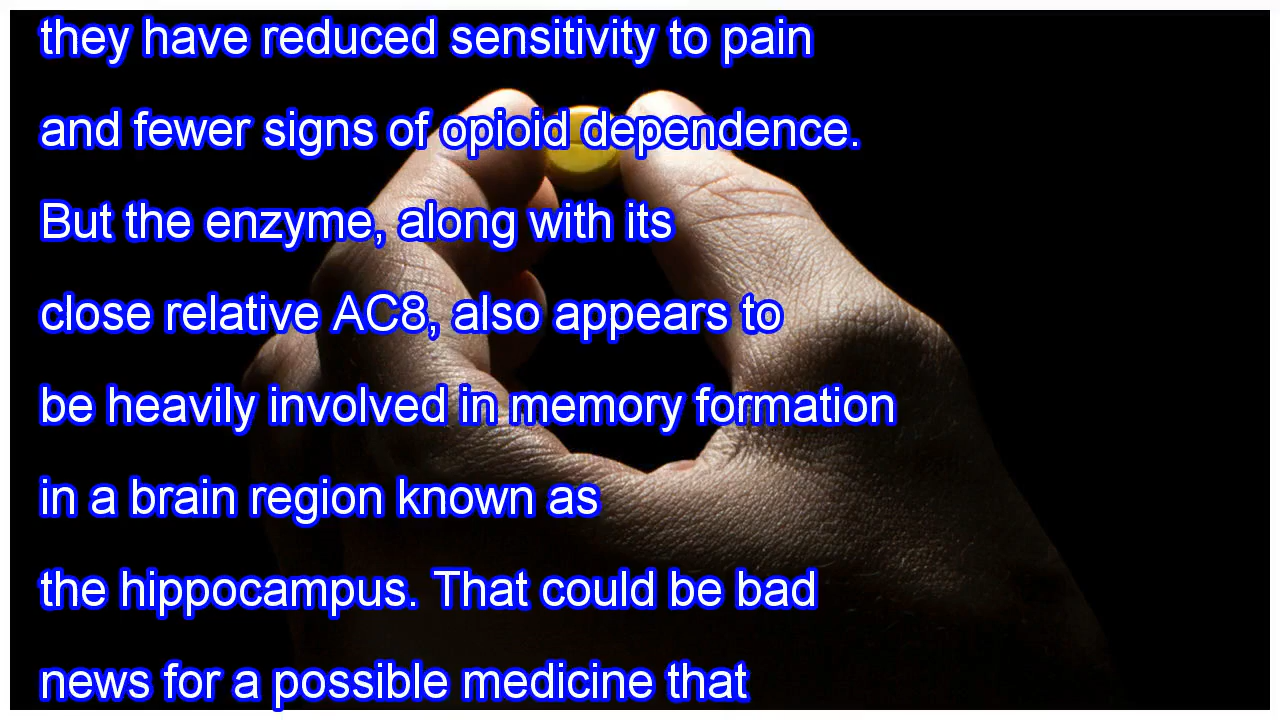 they have reduced sensitivity to pain
and fewer signs of opioid dependence.
But the enzyme, along with its
close relative AC8, also appears to
be heavily involved in memory formation
in a brain region known as
the hippocampus. That could be bad
news for a possible medicine that